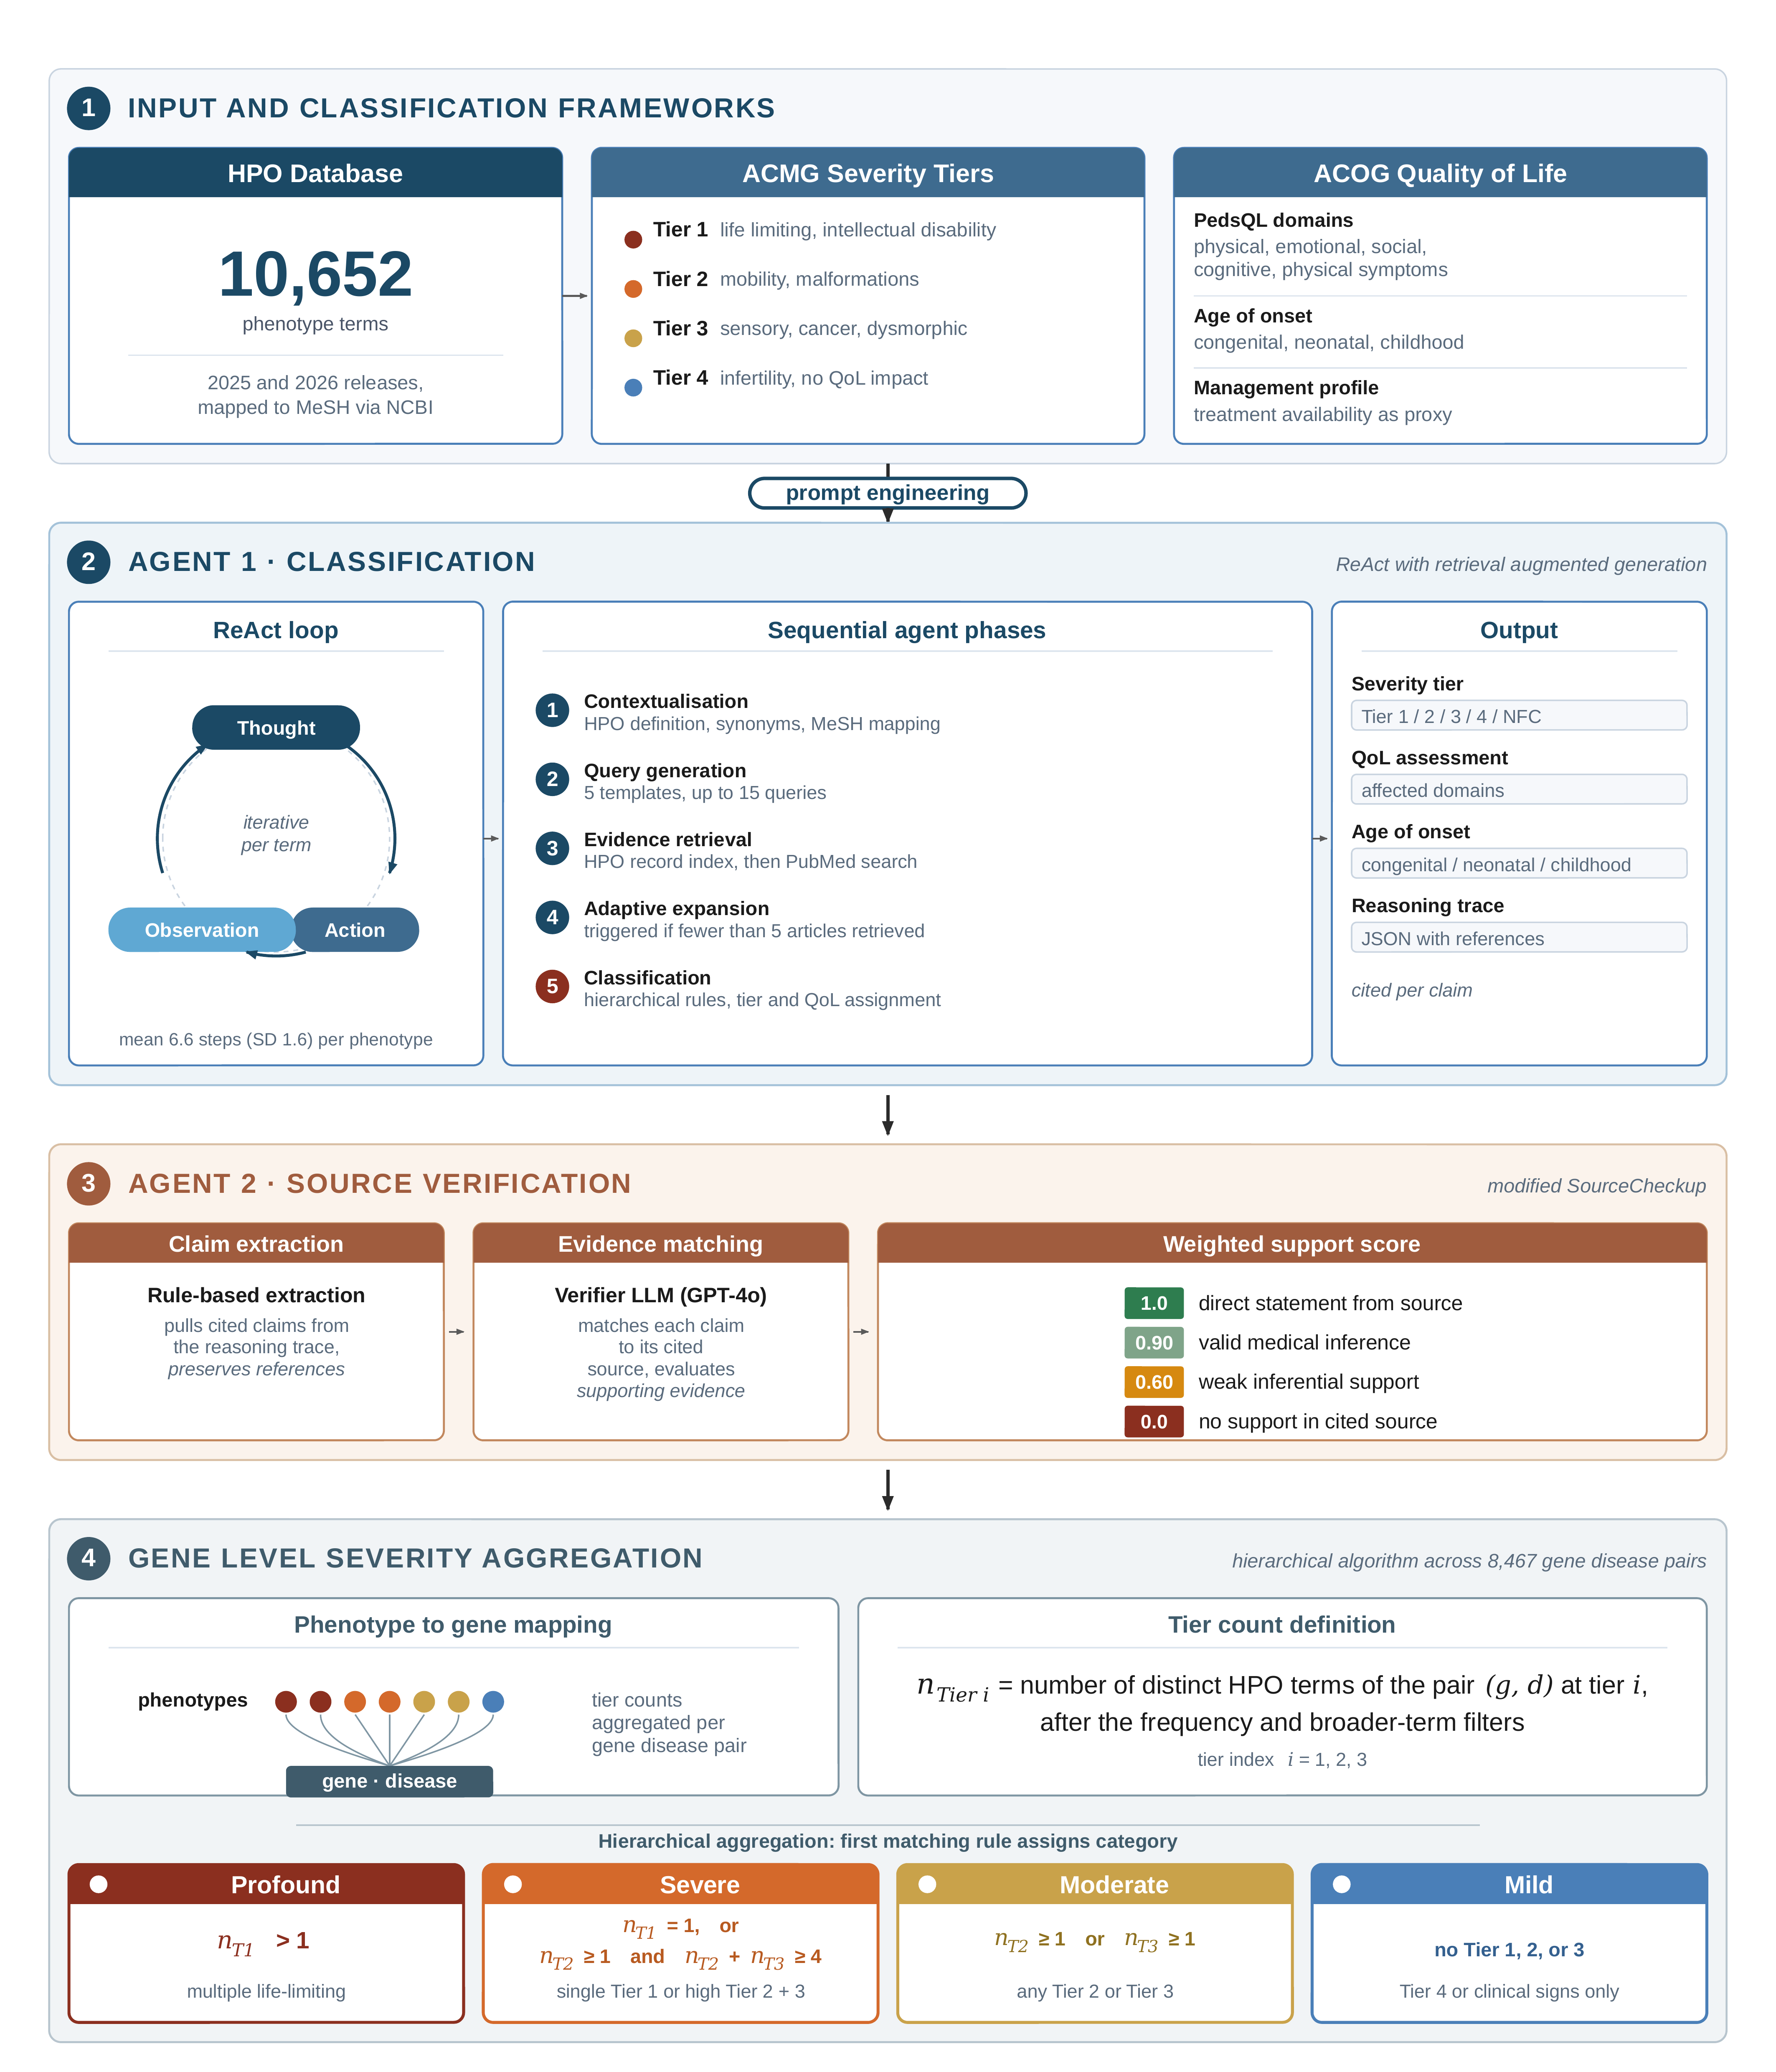 1 INPUT AND CLASSIFICATION FRAMEWORKS
HPO Database
10,652
phenotype terms
2025 and 2026 releases,
mapped to MeSH via NCBI
ACMG Severity Tiers
Tier 1 life limiting, intellectual disability
Tier 2 mobility, malformations
Tier 3 sensory, cancer, dysmorphic
Tier 4 infertility, no QoL impact
ACOG Quality of Life
PedsQL domains
physical, emotional, social,
cognitive, physical symptoms
Age of onset
congenital, neonatal, childhood
Management profile
treatment availability as proxy
prompt engineering
2 AGENT 1 · CLASSIFICATION
ReAct with retrieval augmented generation
ReAct loop
Thought
iterative
per term
Observation
Action
mean 6.6 steps (SD 1.6) per phenotype
Sequential agent phases
1 Contextualisation
HPO definition, synonyms, MeSH mapping
2 Query generation
5 templates, up to 15 queries
3 Evidence retrieval
HPO record index, then PubMed search
4 Adaptive expansion
triggered if fewer than 5 articles retrieved
5 Classification
hierarchical rules, tier and QoL assignment
Output
Severity tier
Tier 1 / 2 / 3 / 4 / NFC
QoL assessment
affected domains
Age of onset
congenital / neonatal / childhood
Reasoning trace
JSON with references
cited per claim
3 AGENT 2 · SOURCE VERIFICATION
modified SourceCheckup
Claim extraction
Rule-based extraction
pulls cited claims from
the reasoning trace,
preserves references
Evidence matching
Verifier LLM (GPT-4o)
matches each claim
to its cited
source, evaluates
supporting evidence
Weighted support score
1.0 direct statement from source
0.90 valid medical inference
0.60 weak inferential support
0.0 no support in cited source
4 GENE LEVEL SEVERITY AGGREGATION
hierarchical algorithm across 8,467 gene disease pairs
Phenotype to gene mapping
phenotypes
gene · disease
tier counts
aggregated per
gene disease pair
Tier count definition
n_Tier i = number of distinct HPO terms of the pair (g, d) at tier i,
after the frequency and broader-term filters
tier index i = 1, 2, 3
Hierarchical aggregation: first matching rule assigns category
Profound
n_T1 > 1
multiple life-limiting
Severe
n_T1 = 1, or
n_T2 ≥ 1 and n_T2 + n_T3 ≥ 4
single Tier 1 or high Tier 2 + 3
Moderate
n_T2 ≥ 1 or n_T3 ≥ 1
any Tier 2 or Tier 3
Mild
no Tier 1, 2, or 3
Tier 4 or clinical signs only